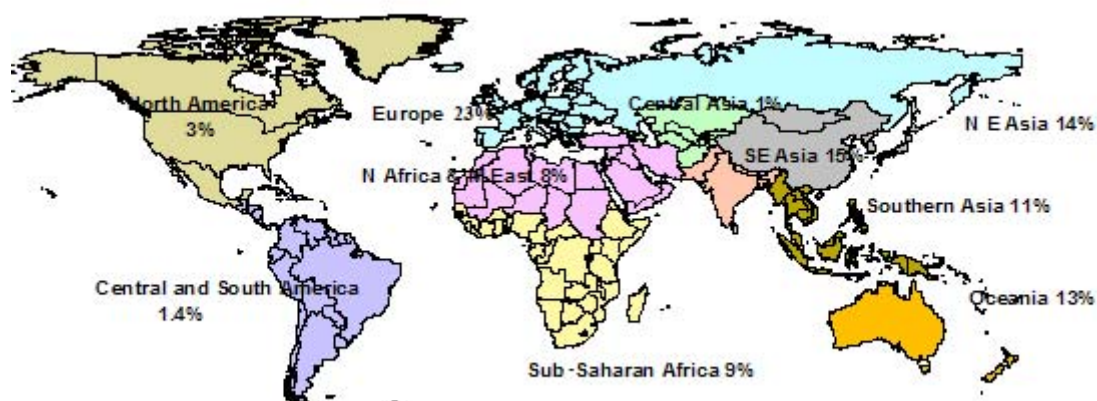 North America
3%
Europe 23%
Central Asia 1%
N E Asia 14%
SE Asia 15%
N Africa & M East 8%
Southern Asia 11%
Central and South America
1.4%
Oceania 13%
Sub-Saharan Africa 9%